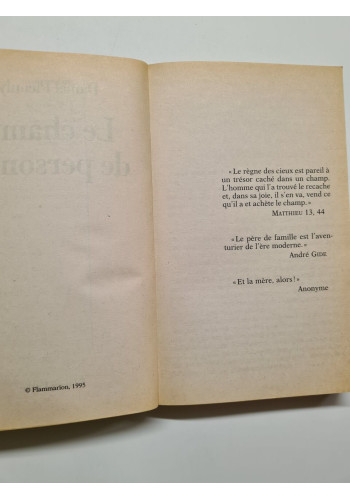 © Flammarion, 1995
« Le règne des cieux est pareil à
un trésor caché dans un champ.
L'homme qui l'a trouvé le recache
et, dans sa joie, il s'en va, vend ce
qu'il a et achète le champ. »
MATTHIEU 13, 44
« Le père de famille est l'aven-
turier de l'ère moderne. »
André GIDE
« Et la mère, alors ! »
Anonyme